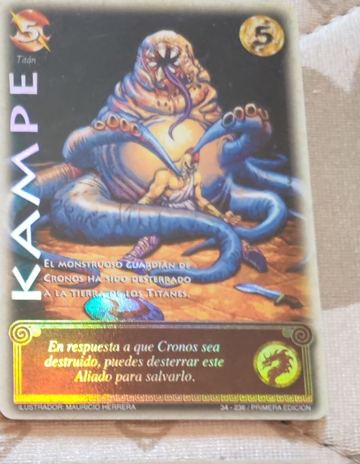 5
5
Titán
KAMPE
EL MONSTRUOSO GUARDIÁN DE
CRONOS HA SIDO DESTERRADO
A LA TIERRA DE LOS TITANES.
En respuesta a que Cronos sea
destruido, puedes desterrar este
Aliado para salvarlo.
ILUSTRADOR: MAURICIO HERRERA
34 - 236 / PRIMERA EDICIÓN